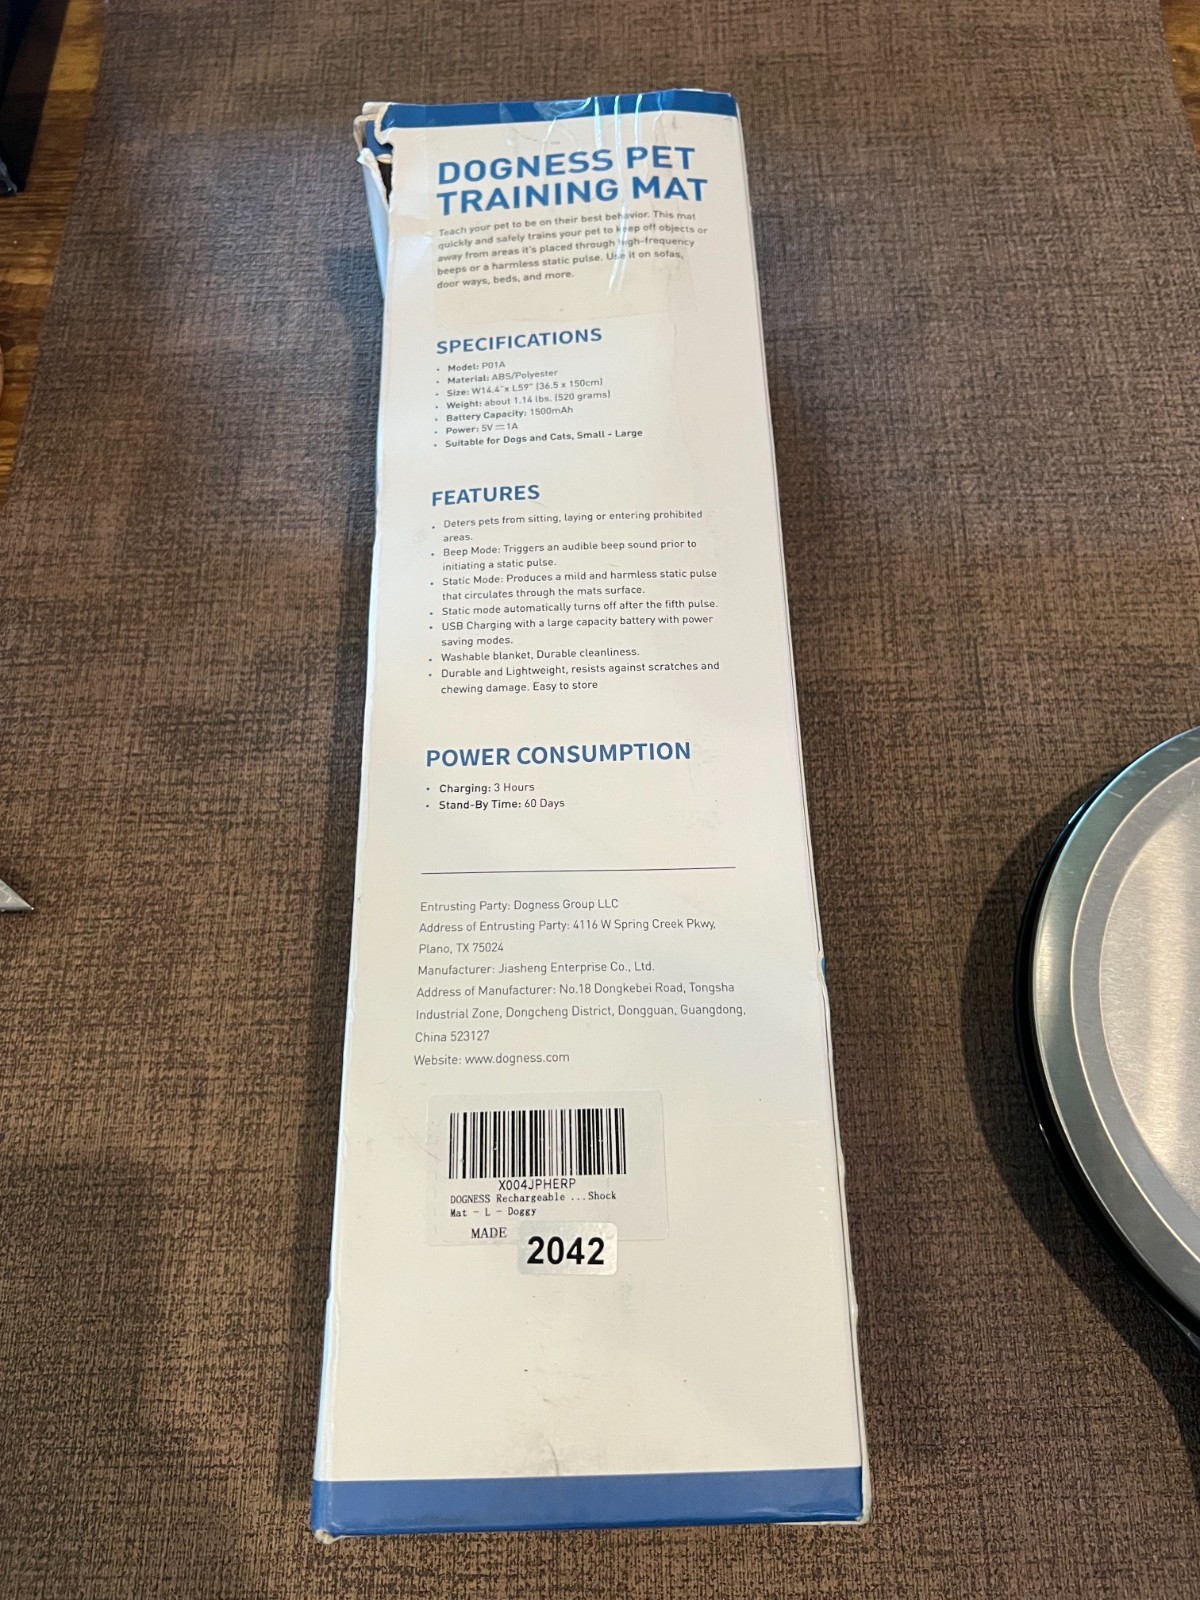 DOGNESS PET
TRAINING MAT
Teach your pet to be on their best behavior. This mat
quickly and safely trains your pet to keep off objects or
away from areas it's placed through high-frequency
beeps or a harmless static pulse. Use it on sofas,
door ways, beds, and more.
SPECIFICATIONS
• Model: P01A
• Material: ABS/Polyester
• Size: W14.4"x L59" (36.5 x 150cm)
• Weight: about 1.14 lbs. (520 grams)
• Battery Capacity: 1500mAh
• Power: 5V⎓1A
• Suitable for Dogs and Cats, Small - Large
FEATURES
• Deters pets from sitting, laying or entering prohibited
areas.
• Beep Mode: Triggers an audible beep sound prior to
initiating a static pulse.
• Static Mode: Produces a mild and harmless static pulse
that circulates through the mats surface.
• Static mode automatically turns off after the fifth pulse.
• USB Charging with a large capacity battery with power
saving modes.
• Washable blanket, Durable cleanliness.
• Durable and Lightweight, resists against scratches and
chewing damage. Easy to store
POWER CONSUMPTION
• Charging: 3 Hours
• Stand-By Time: 60 Days
Entrusting Party: Dogness Group LLC
Address of Entrusting Party: 4116 W Spring Creek Pkwy,
Plano, TX 75024
Manufacturer: Jiasheng Enterprise Co., Ltd.
Address of Manufacturer: No.18 Dongkebei Road, Tongsha
Industrial Zone, Dongcheng District, Dongguan, Guangdong,
China 523127
Website: www.dogness.com
X004JPHERP
DOGNESS Rechargeable ...Shock
Mat - L - Doggy
MADE
2042